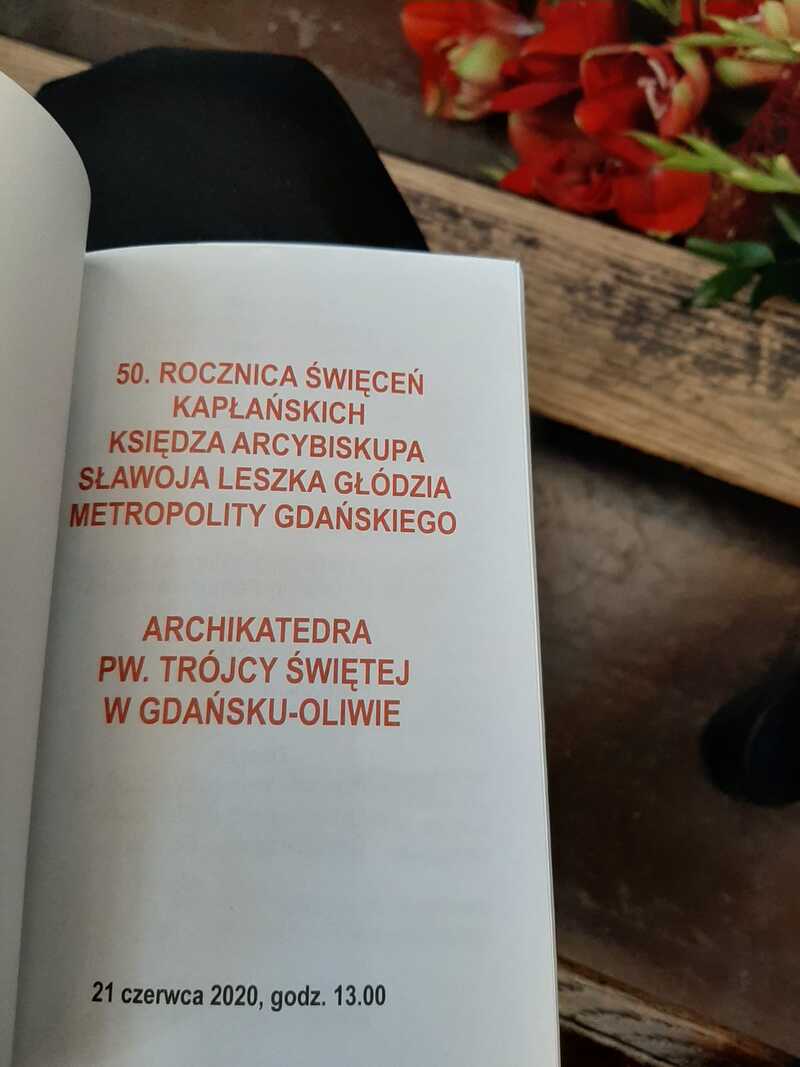 50. ROCZNICA ŚWIĘCEŃ
KAPŁAŃSKICH
KSIĘDZA ARCYBISKUPA
SŁAWOJA LESZKA GŁÓDZIA
METROPOLITY GDAŃSKIEGO
ARCHIKATEDRA
PW. TRÓJCY ŚWIĘTEJ
W GDAŃSKU-OLIWIE
21 czerwca 2020, godz. 13.00